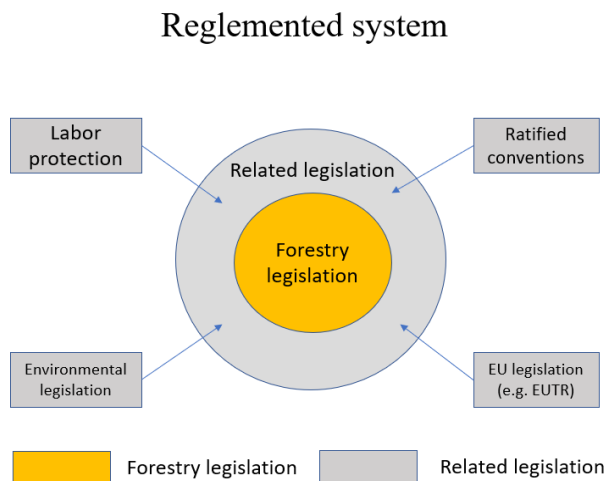 Reglemented system
Labor
protection
Ratified
conventions
Related legislation
Forestry
legislation
Environmental
legislation
EU legislation
(e.g. EUTR)
Forestry legislation
Related legislation